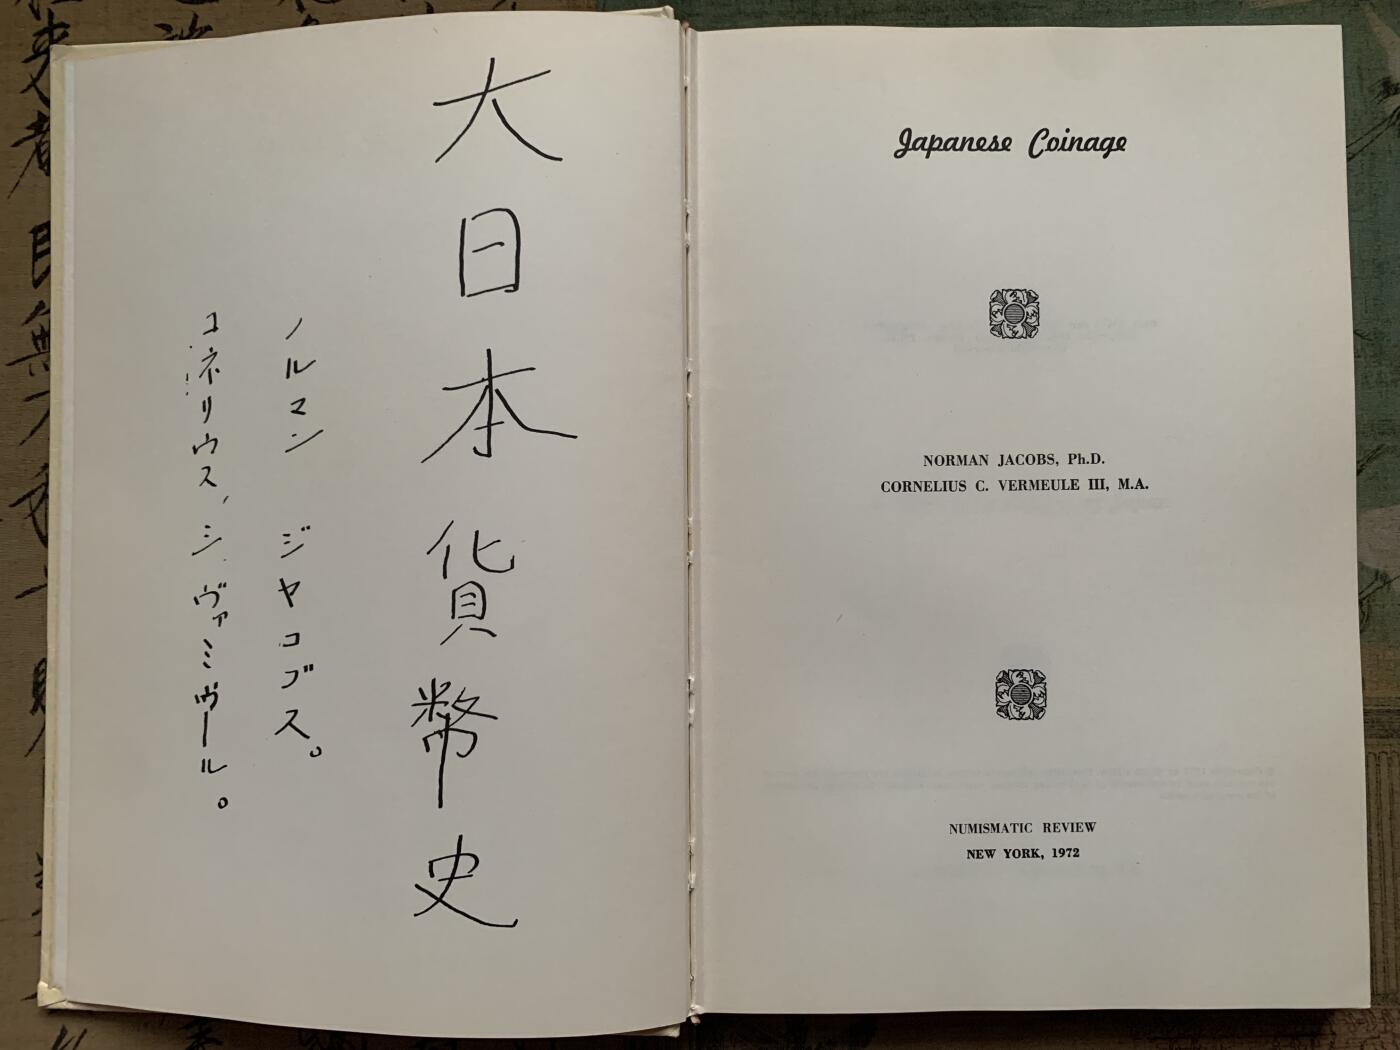 大日本貨幣史
ノルマン ジヤコブス。
コネリウス、シ、ヴァミヴール。
Japanese Coinage
NORMAN JACOBS, Ph.D.
CORNELIUS C. VERMEULE III, M.A.
NUMISMATIC REVIEW
NEW YORK, 1972